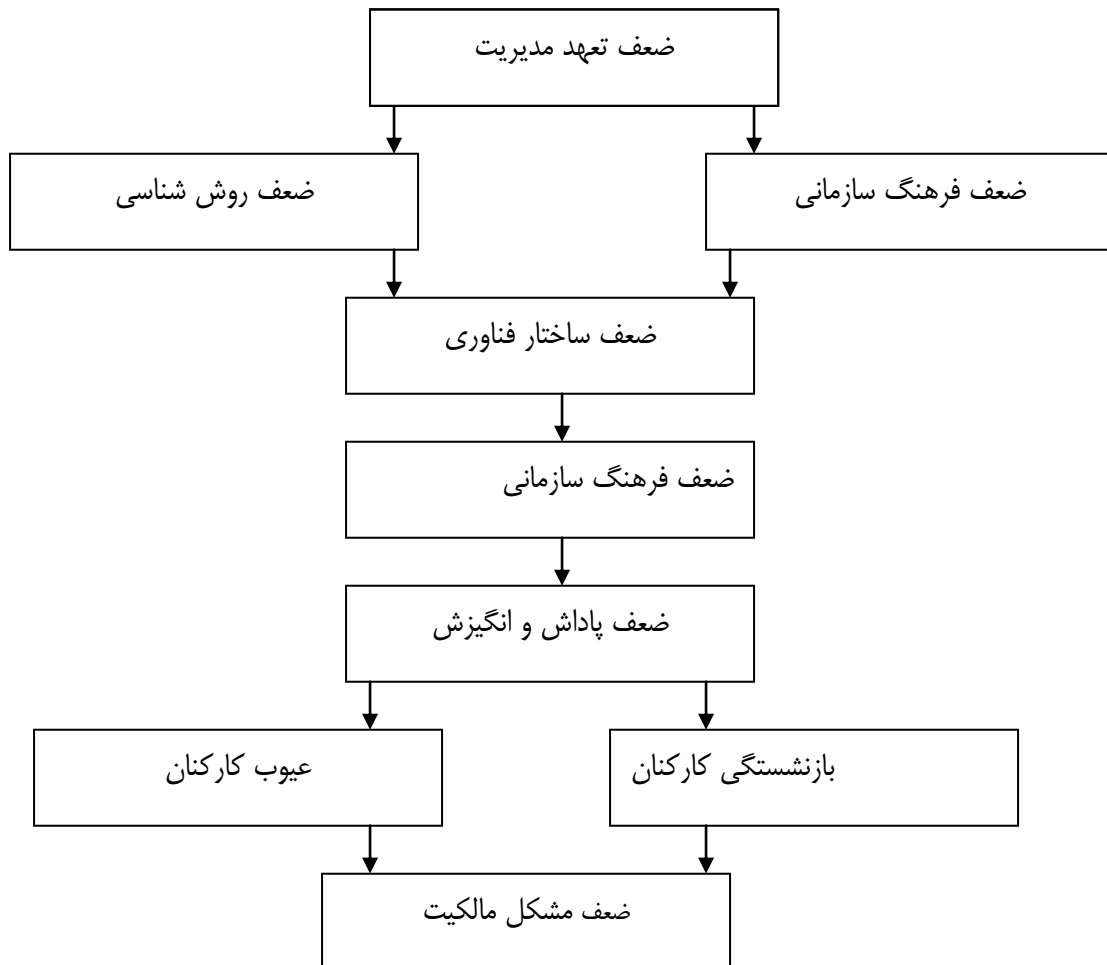 ضعف تعهد مدیریت
ضعف فرهنگ سازمانی
ضعف روش شناسی
ضعف ساختار فناوری
ضعف فرهنگ سازمانی
ضعف پاداش و انگیزش
بازنشستگی کارکنان
عیوب کارکنان
ضعف مشکل مالکیت